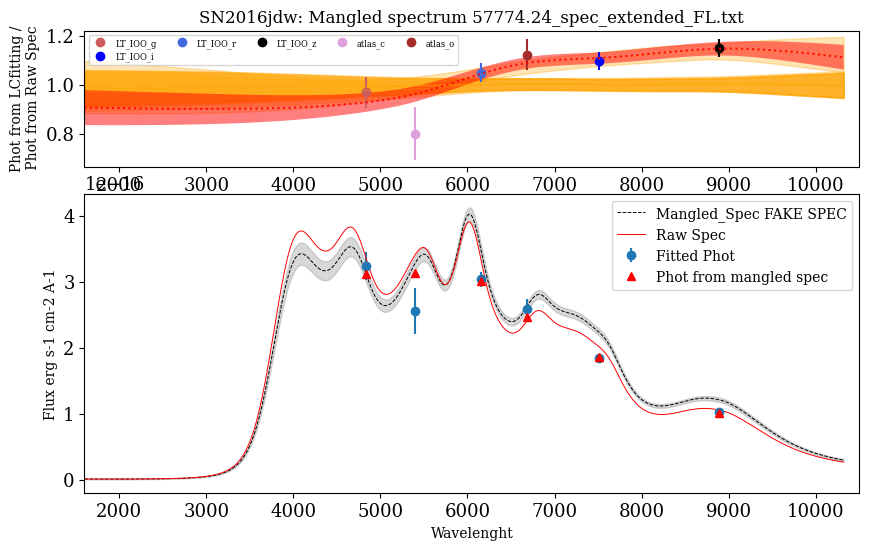 SN2016jdw: Mangled spectrum 57774.24_spec_extended_FL.txt
Phot from LCfitting /
Phot from Raw Spec
1.2
1.0
0.8
LT_IOO_g
LT_IOO_r
LT_IOO_z
atlas_c
atlas_o
LT_IOO_i
2000 3000 4000 5000 6000 7000 8000 9000 10000
1e−16
Flux erg s-1 cm-2 A-1
4
3
2
1
0
Mangled_Spec FAKE SPEC
Raw Spec
Fitted Phot
Phot from mangled spec
2000 3000 4000 5000 6000 7000 8000 9000 10000
Wavelenght